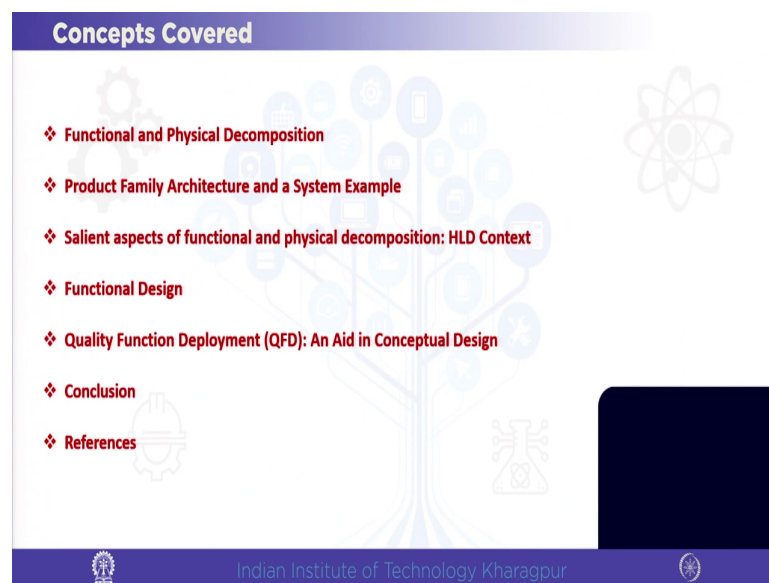 Concepts Covered
❖ Functional and Physical Decomposition
❖ Product Family Architecture and a System Example
❖ Salient aspects of functional and physical decomposition: HLD Context
❖ Functional Design
❖ Quality Function Deployment (QFD): An Aid in Conceptual Design
❖ Conclusion
❖ References
Indian Institute of Technology Kharagpur